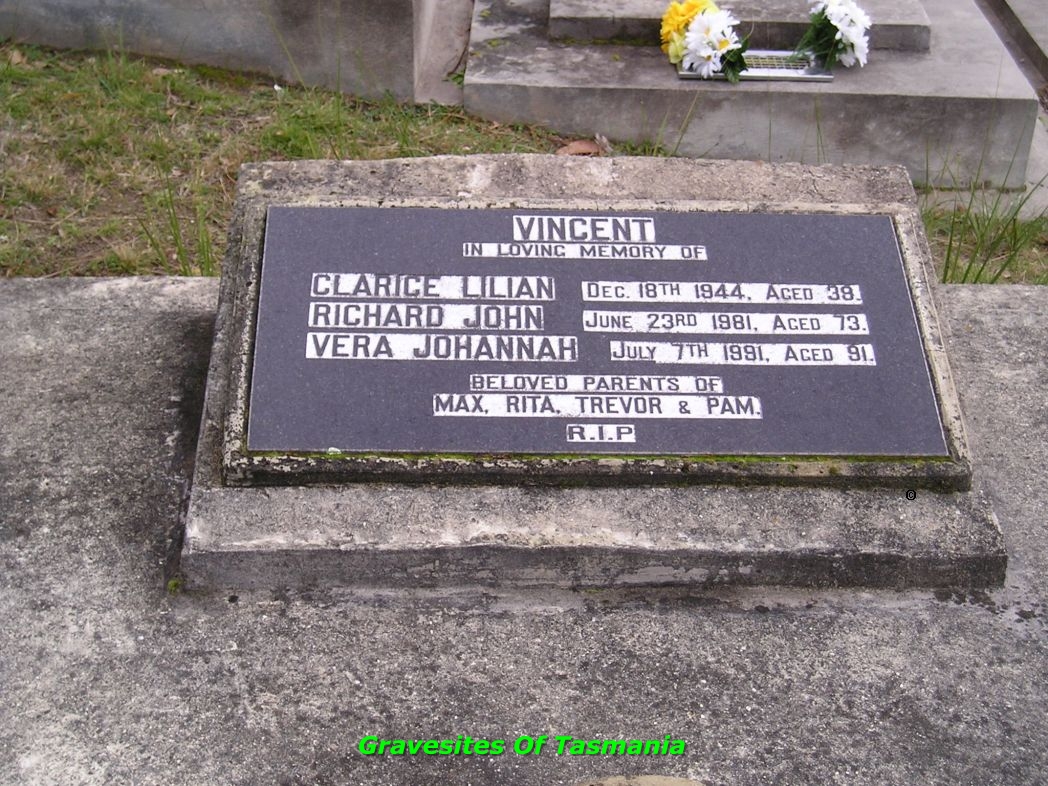 VINCENT
IN LOVING MEMORY OF
CLARICE LILIAN DEC. 18TH 1944, AGED 38.
RICHARD JOHN JUNE 23RD 1981, AGED 73.
VERA JOHANNAH JULY 7TH 1991, AGED 91.
BELOVED PARENTS OF
MAX, RITA, TREVOR & PAM.
R.I.P
©
Gravesites Of Tasmania